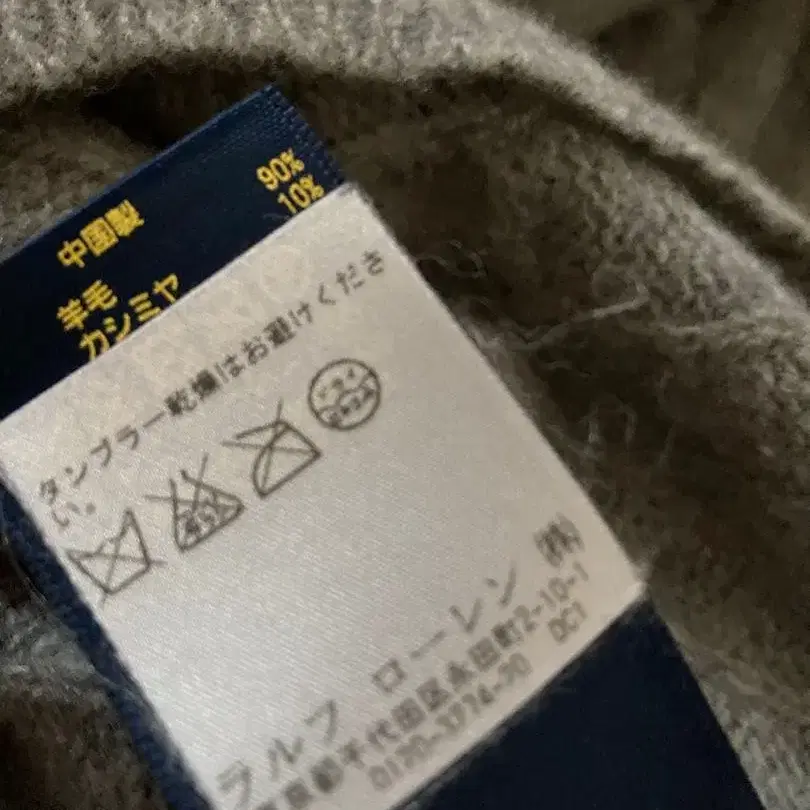 中國製
羊毛 90%
カシミヤ 10%
タンブラー乾燥はお避けくださ
い。
ドライ
ラルフ ローレン ㈱
東京都千代田区永田町2-10-1
0120-3274-20 DC1